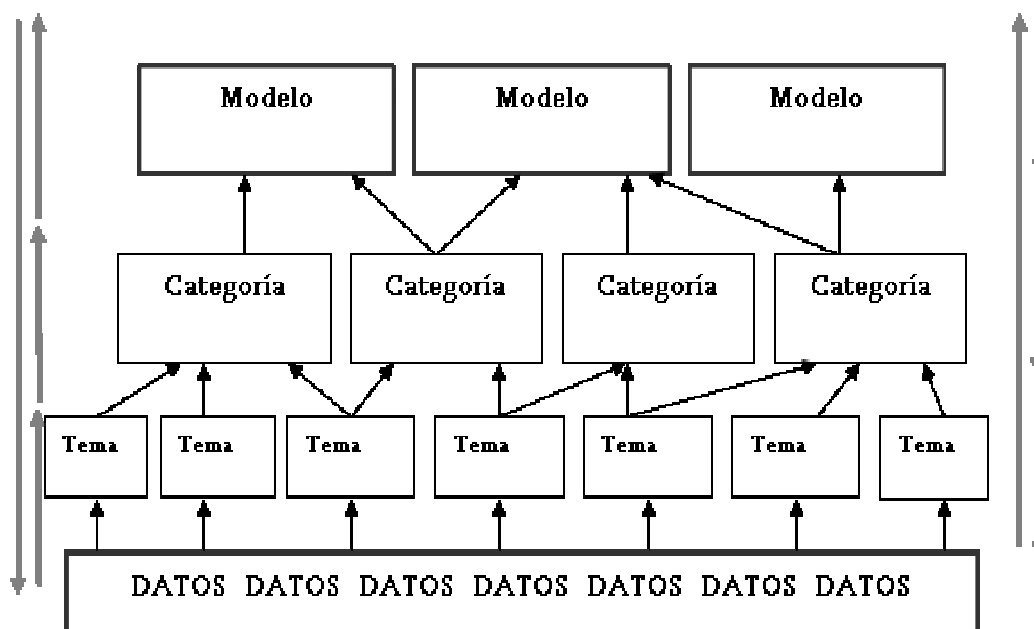 Modelo Modelo Modelo
Categoría Categoría Categoría Categoría
Tema Tema Tema Tema Tema Tema Tema
DATOS DATOS DATOS DATOS DATOS DATOS DATOS